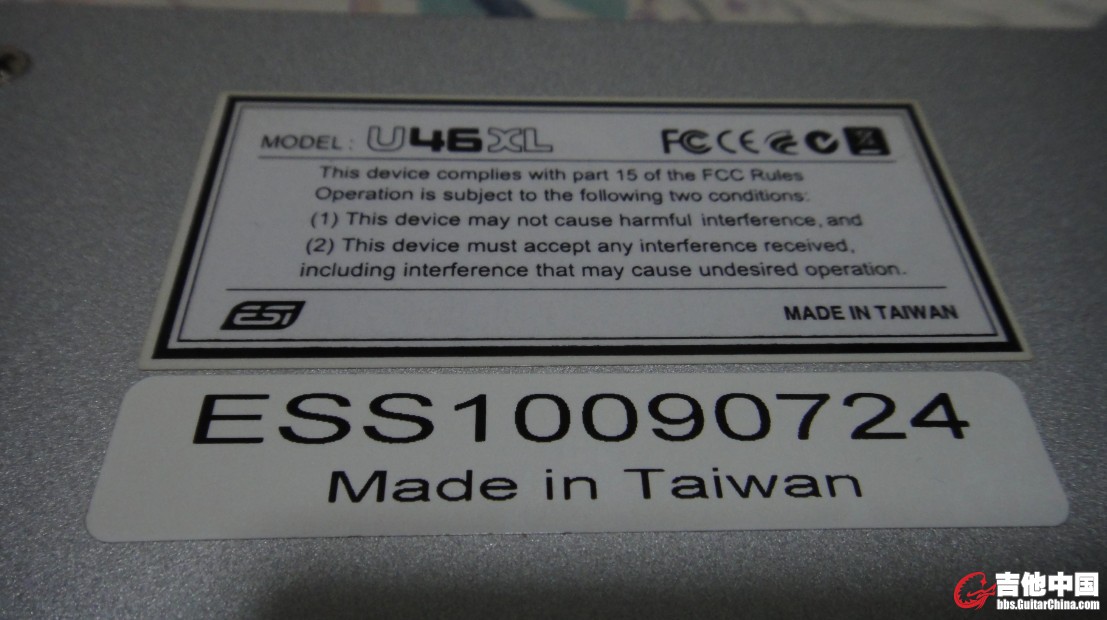 MODEL : U46XL
FC CE
This device complies with part 15 of the FCC Rules
Operation is subject to the following two conditions:
(1) This device may not cause harmful interference, and
(2) This device must accept any interference received,
including interference that may cause undesired operation.
ESI
MADE IN TAIWAN
ESS10090724
Made in Taiwan
吉他中国
bbs.GuitarChina.com